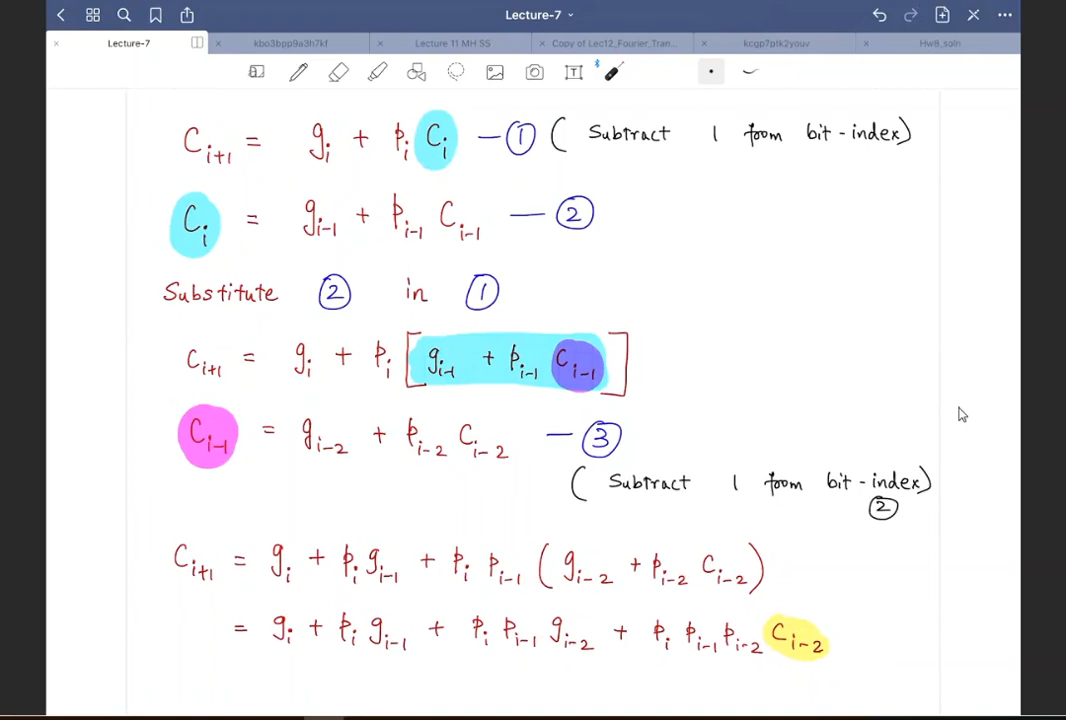 Lecture-7
Lecture-7 kbo3bpp9a3h7kf Lecture 11 MH SS Copy of Lec12_Fourier_Tran... kcgp7ptk2youv Hw8_soln
C_{i+1} = g_i + p_i C_i — ① ( Subtract 1 from bit-index)
C_i = g_{i-1} + p_{i-1} C_{i-1} — ②
Substitute ② in ①
C_{i+1} = g_i + p_i [ g_{i-1} + p_{i-1} C_{i-1} ]
C_{i-1} = g_{i-2} + p_{i-2} C_{i-2} — ③
( Subtract 1 from bit-index)
②
C_{i+1} = g_i + p_i g_{i-1} + p_i p_{i-1} ( g_{i-2} + p_{i-2} C_{i-2} )
= g_i + p_i g_{i-1} + p_i p_{i-1} g_{i-2} + p_i p_{i-1} p_{i-2} C_{i-2}